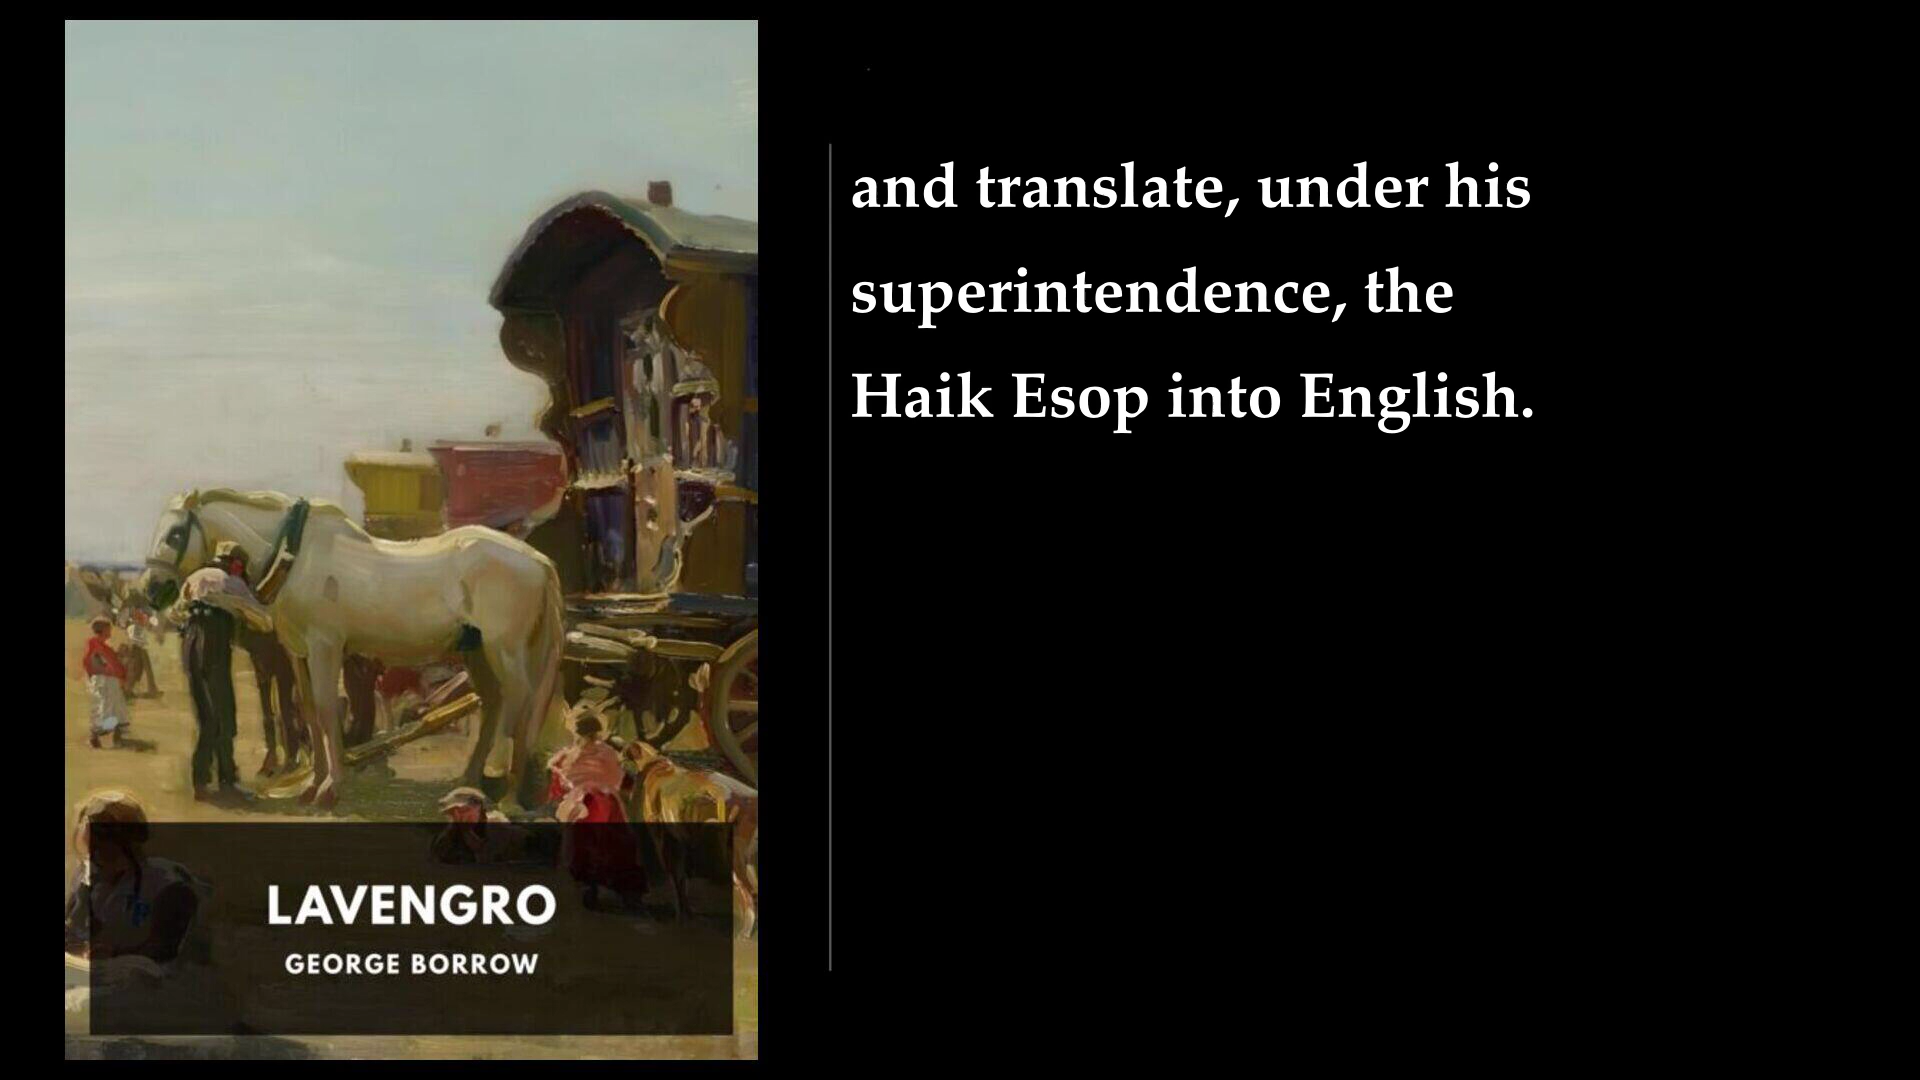 and translate, under his
superintendence, the
Haik Esop into English.
LAVENGRO
GEORGE BORROW